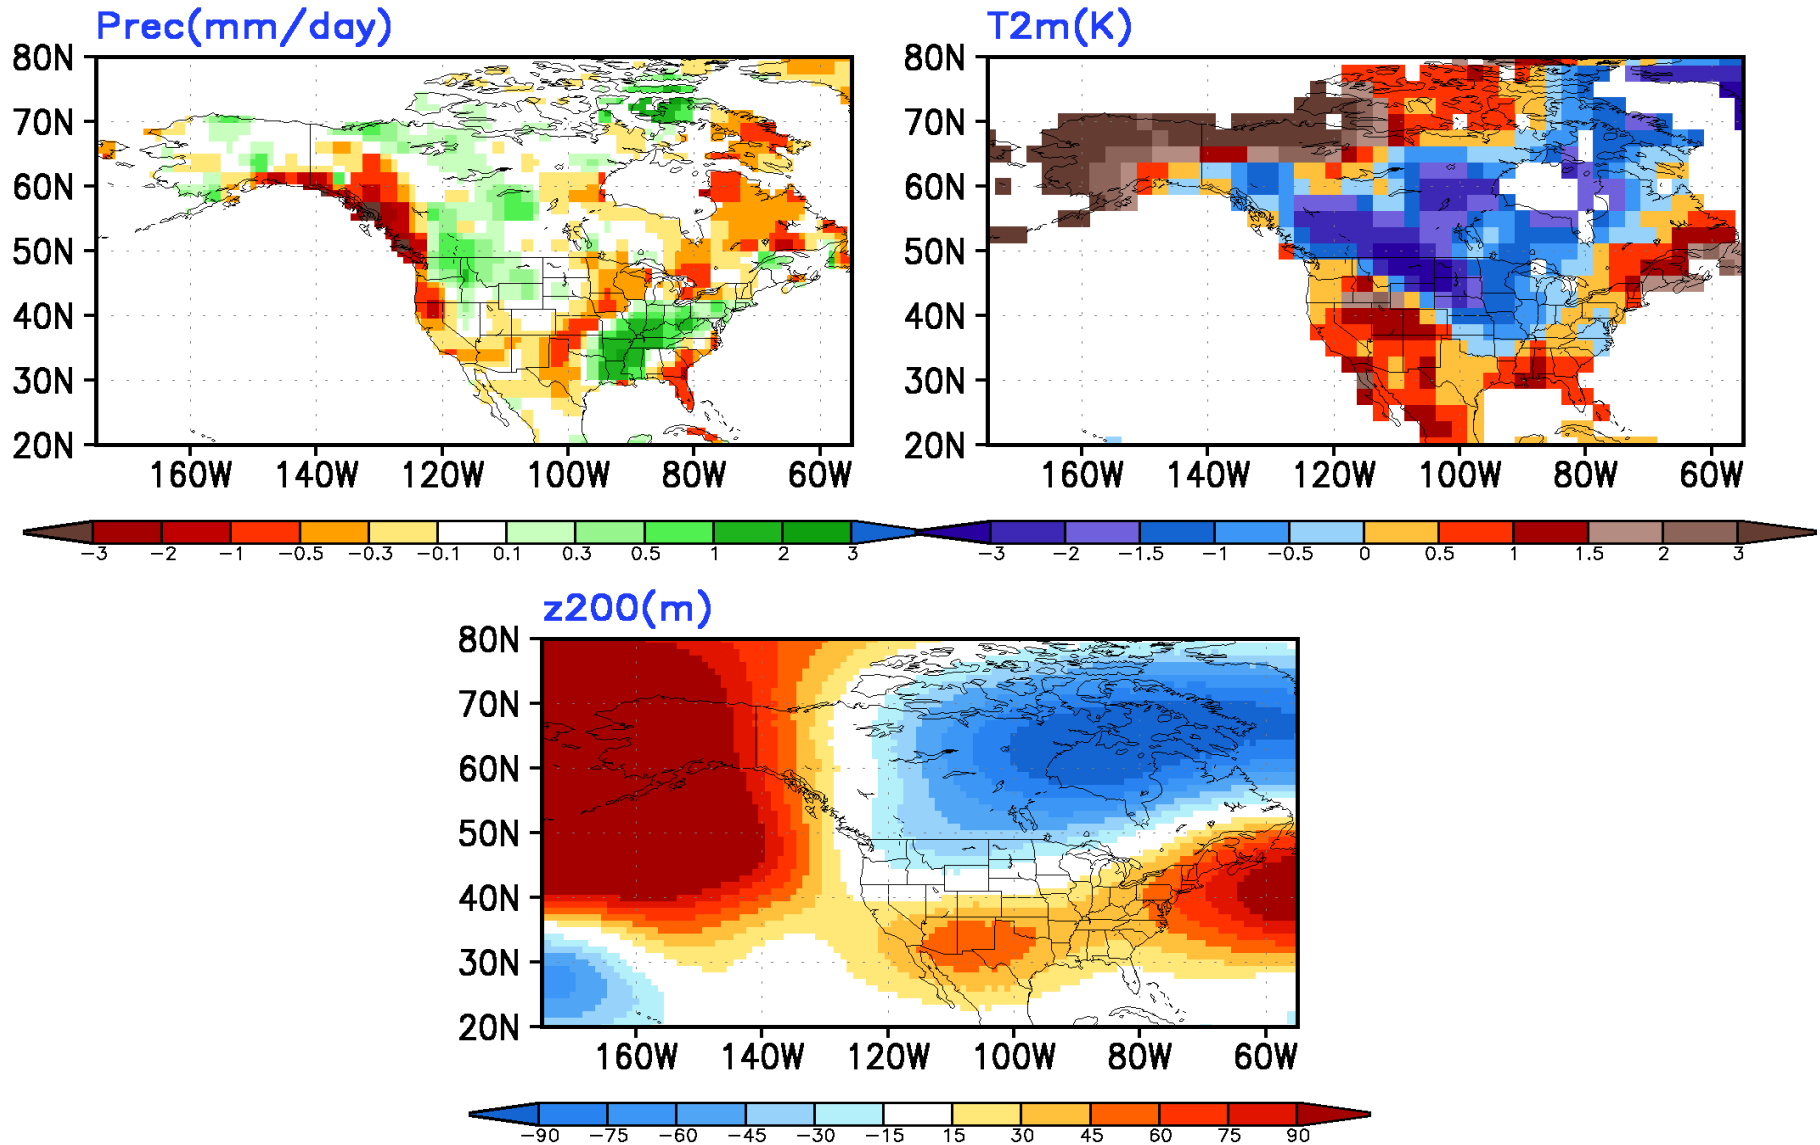 Prec(mm/day)
80N
70N
60N
50N
40N
30N
20N
160W 140W 120W 100W 80W 60W
-3 -2 -1 -0.5 -0.3 -0.1 0.1 0.3 0.5 1 2 3
T2m(K)
80N
70N
60N
50N
40N
30N
20N
160W 140W 120W 100W 80W 60W
-3 -2 -1.5 -1 -0.5 0 0.5 1 1.5 2 3
z200(m)
80N
70N
60N
50N
40N
30N
20N
160W 140W 120W 100W 80W 60W
-90 -75 -60 -45 -30 -15 15 30 45 60 75 90